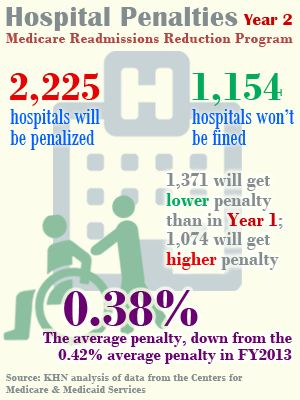 Hospital Penalties Year 2
Medicare Readmissions Reduction Program
H
2,225
hospitals will
be penalized
1,154
hospitals won't
be fined
1,371 will get
lower penalty
than in Year 1;
1,074 will get
higher penalty
0.38%
The average penalty, down from the
0.42% average penalty in FY2013
Source: KHN analysis of data from the Centers for
Medicare & Medicaid Services